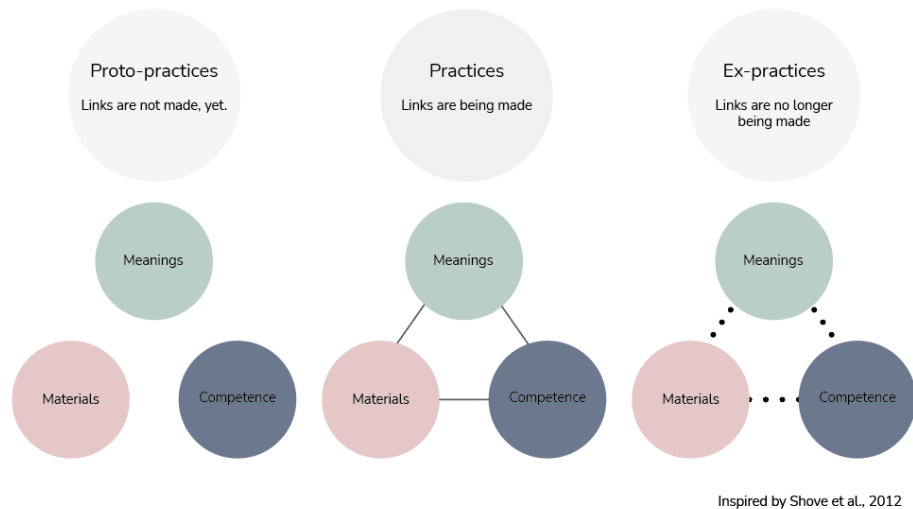 Proto-practices
Links are not made, yet.
Practices
Links are being made
Ex-practices
Links are no longer
being made
Meanings
Materials
Competence
Meanings
Materials
Competence
Meanings
Materials
Competence
Inspired by Shove et al., 2012